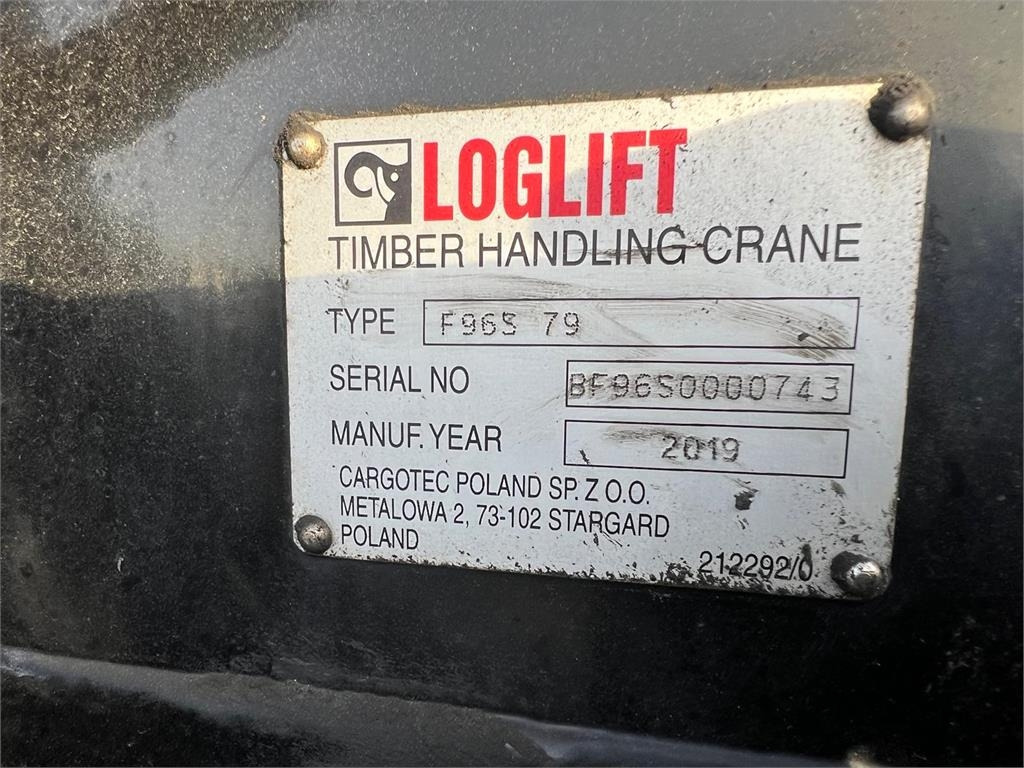 LOGLIFT
TIMBER HANDLING CRANE
TYPE F96S 79
SERIAL NO BF96S0000743
MANUF. YEAR 2019
CARGOTEC POLAND SP. Z O.O.
METALOWA 2, 73-102 STARGARD
POLAND
212292/0